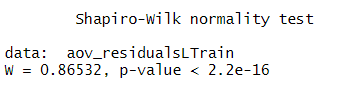 Shapiro-Wilk normality test
data:  aov_residualsLTrain
W = 0.86532, p-value < 2.2e-16